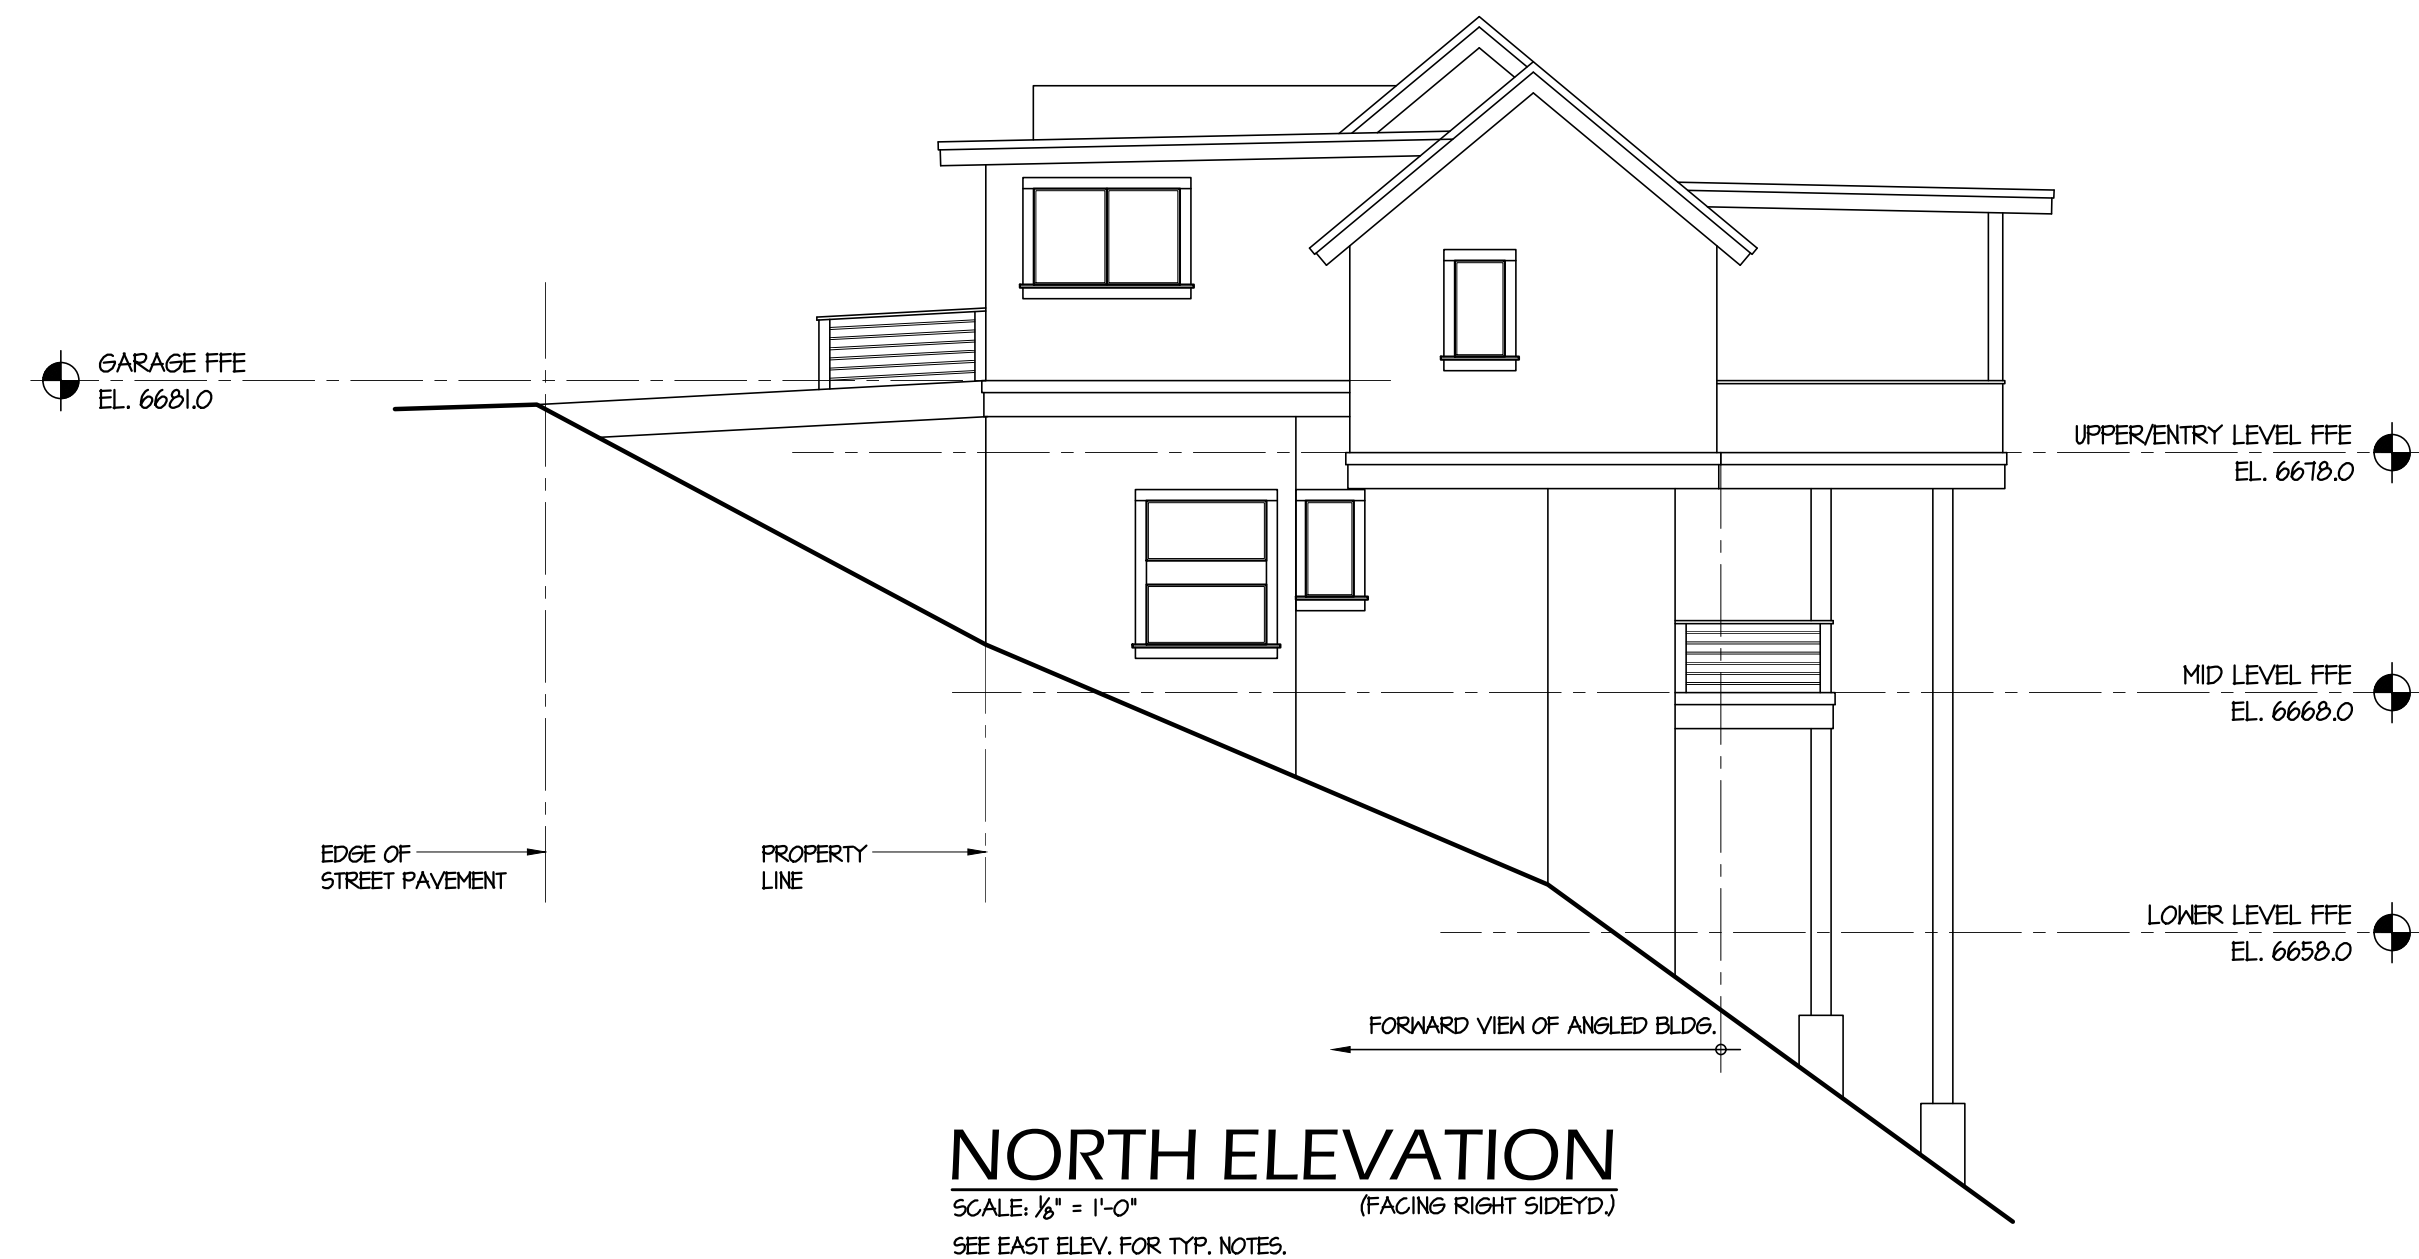 GARAGE FFE
EL. 6681.0
UPPER/ENTRY LEVEL FFE
EL. 6678.0
MID LEVEL FFE
EL. 6668.0
EDGE OF
STREET PAVEMENT
PROPERTY
LINE
LOWER LEVEL FFE
EL. 6658.0
FORWARD VIEW OF ANGLED BLDG.
NORTH ELEVATION
SCALE: 1/8" = 1'-0" (FACING RIGHT SIDEYD.)
SEE EAST ELEV. FOR TYP. NOTES.